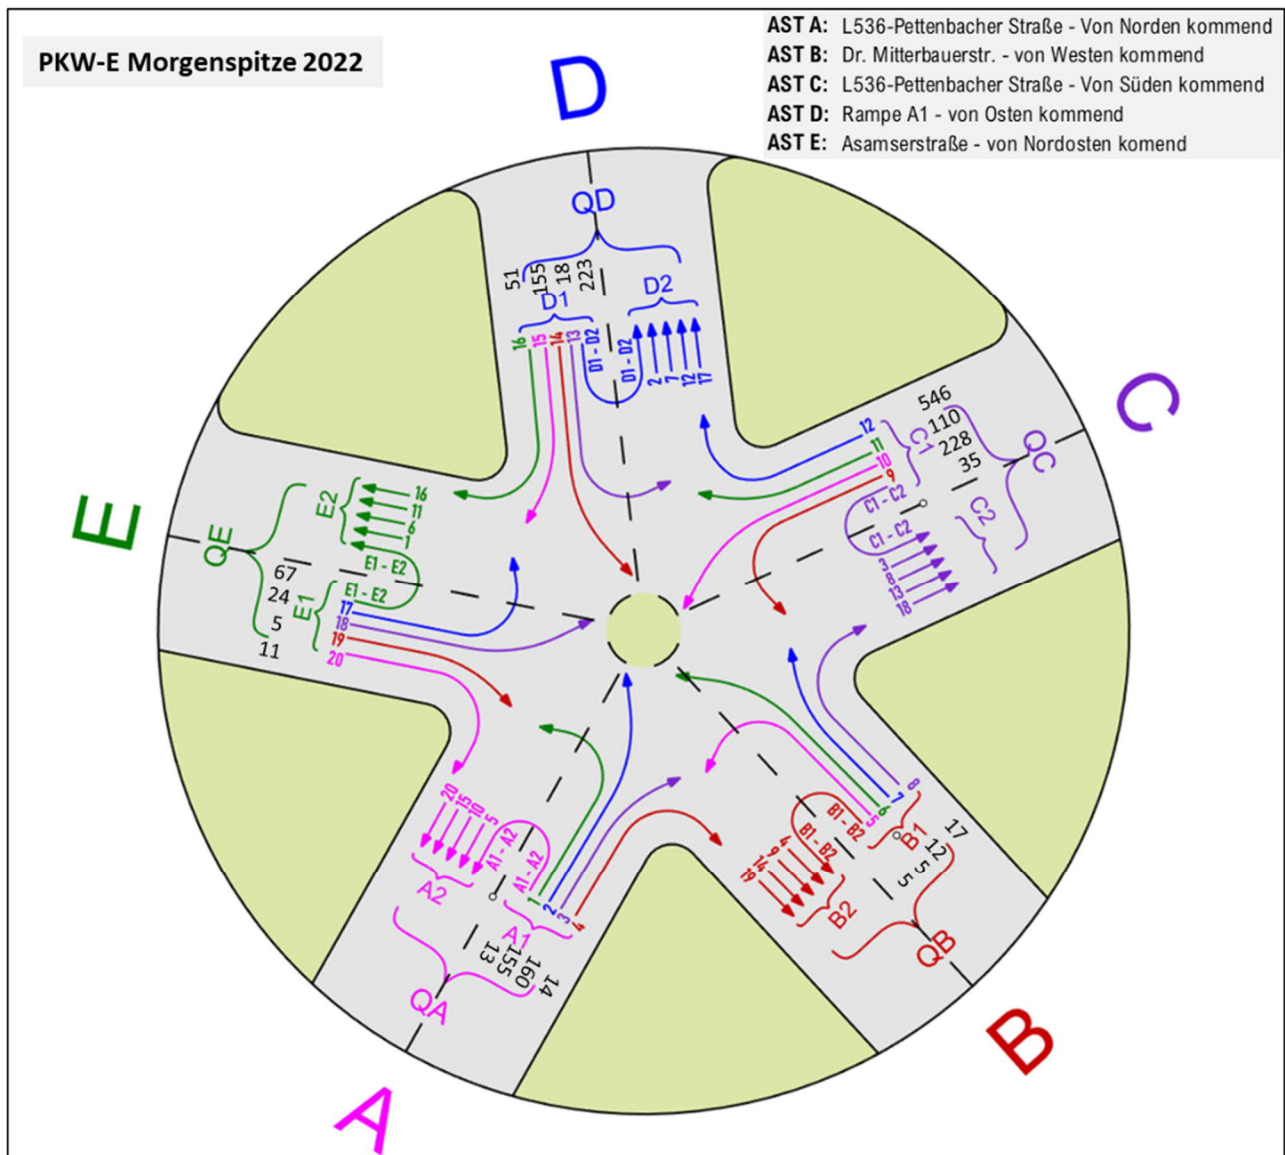 PKW-E Morgenspitze 2022
AST A: L536-Pettenbacher Straße - Von Norden kommend
AST B: Dr. Mitterbauerstr. - von Westen kommend
AST C: L536-Pettenbacher Straße - Von Süden kommend
AST D: Rampe A1 - von Osten kommend
AST E: Asamserstraße - von Nordosten komend
D
QD
51 155 18 223
D1
D2
16 15 14 13 D1 - D2
D1 - D2 2 7 12 17
C
QC
546
110
228
35
C1
12
11
10
9
C1 - C2
C1 - C2
C2
3
8
13
18
E
QE
E2
16
11
6
1
E1 - E2
E1 - E2
E1
67
24
5
11
17
18
19
20
20 15 10 5 A1 - A2
A1 - A2
A2
1 2 3 4
A1
13 155 160 14
QA
A
8
7
6
5
B1 - B2
B1 - B2
B1
17
12
5
5
4
9
14
19
B2
QB
B